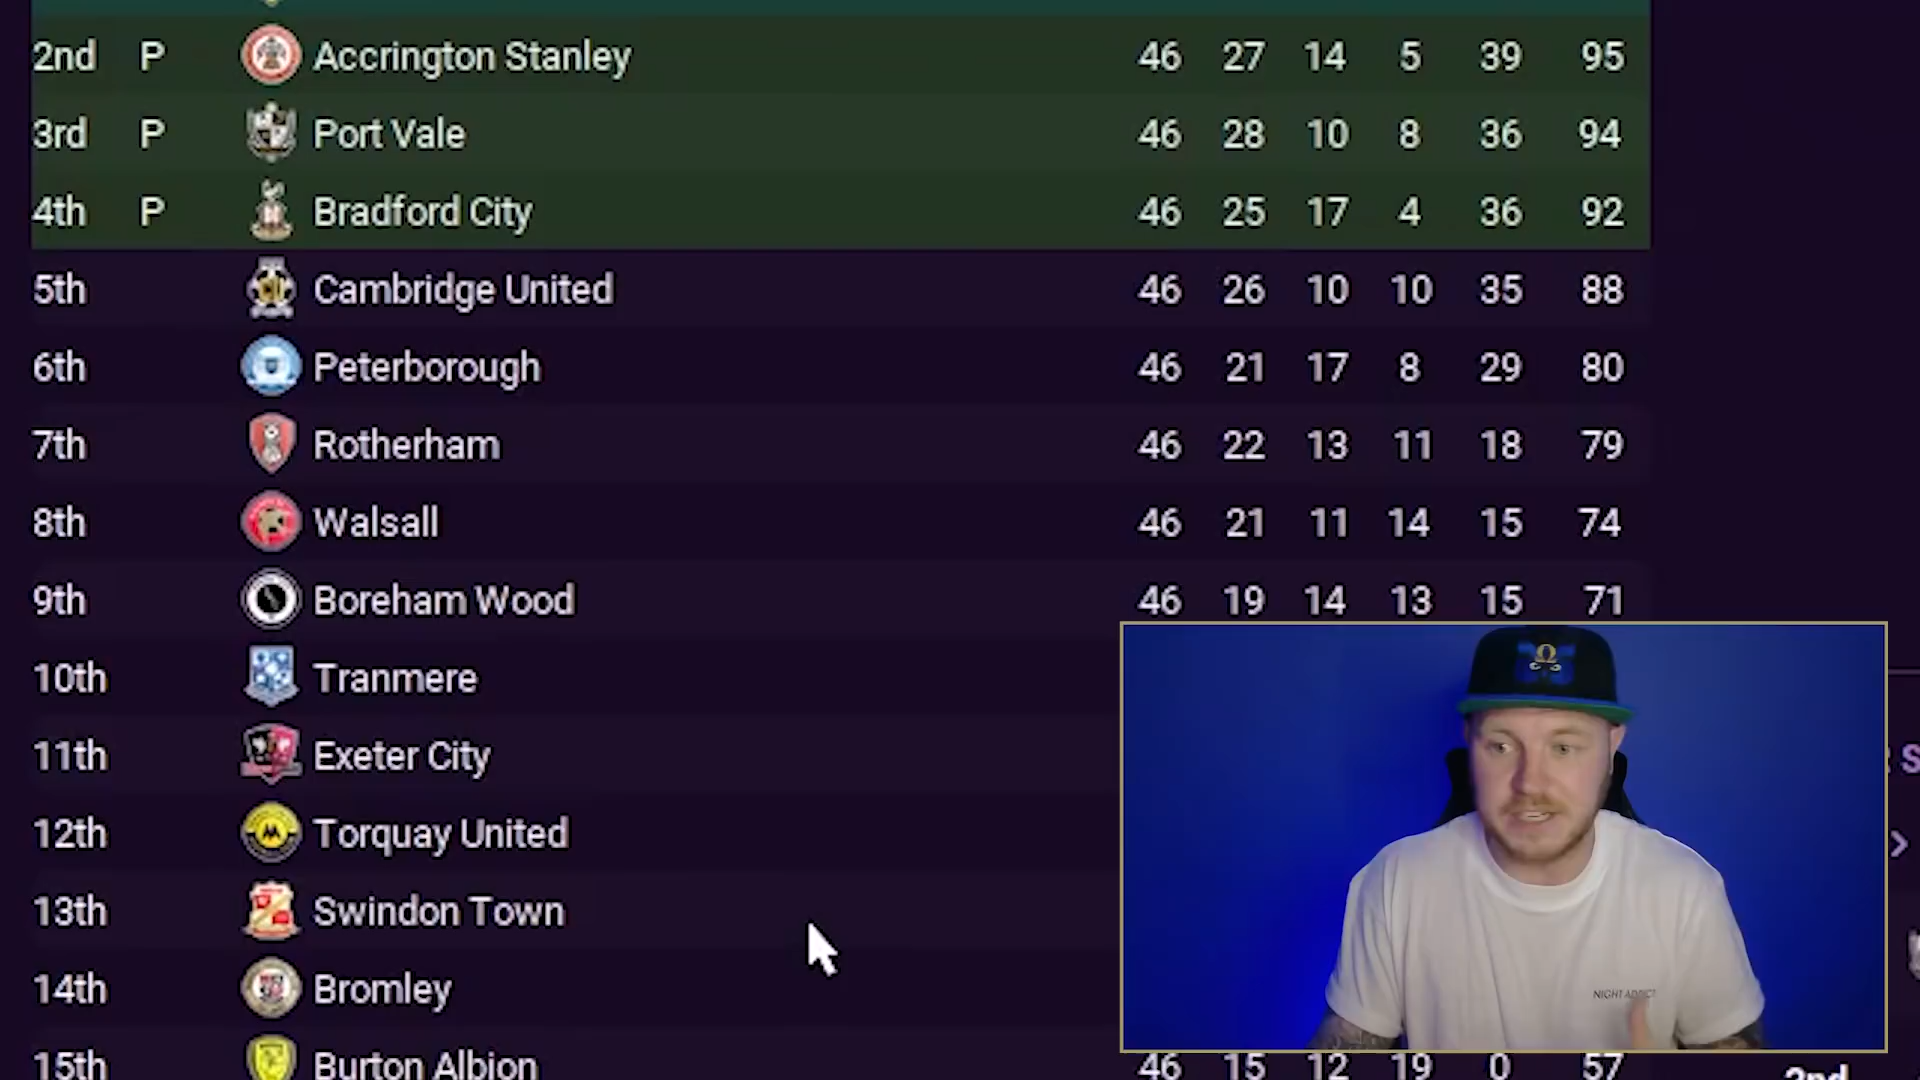 2nd P Accrington Stanley 46 27 14 5 39 95
3rd P Port Vale 46 28 10 8 36 94
4th P Bradford City 46 25 17 4 36 92
5th Cambridge United 46 26 10 10 35 88
6th Peterborough 46 21 17 8 29 80
7th Rotherham 46 22 13 11 18 79
8th Walsall 46 21 11 14 15 74
9th Boreham Wood 46 19 14 13 15 71
10th Tranmere
11th Exeter City
12th Torquay United
13th Swindon Town
14th Bromley
15th Burton Albion 46 15 12 19 0 57
S
NIGHT ADDICT
2nd